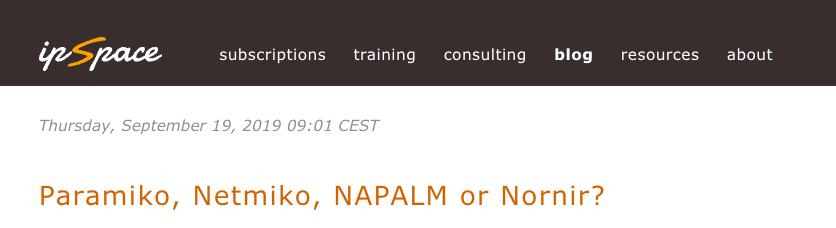 ipSpace subscriptions training consulting blog resources about
Thursday, September 19, 2019 09:01 CEST
Paramiko, Netmiko, NAPALM or Nornir?